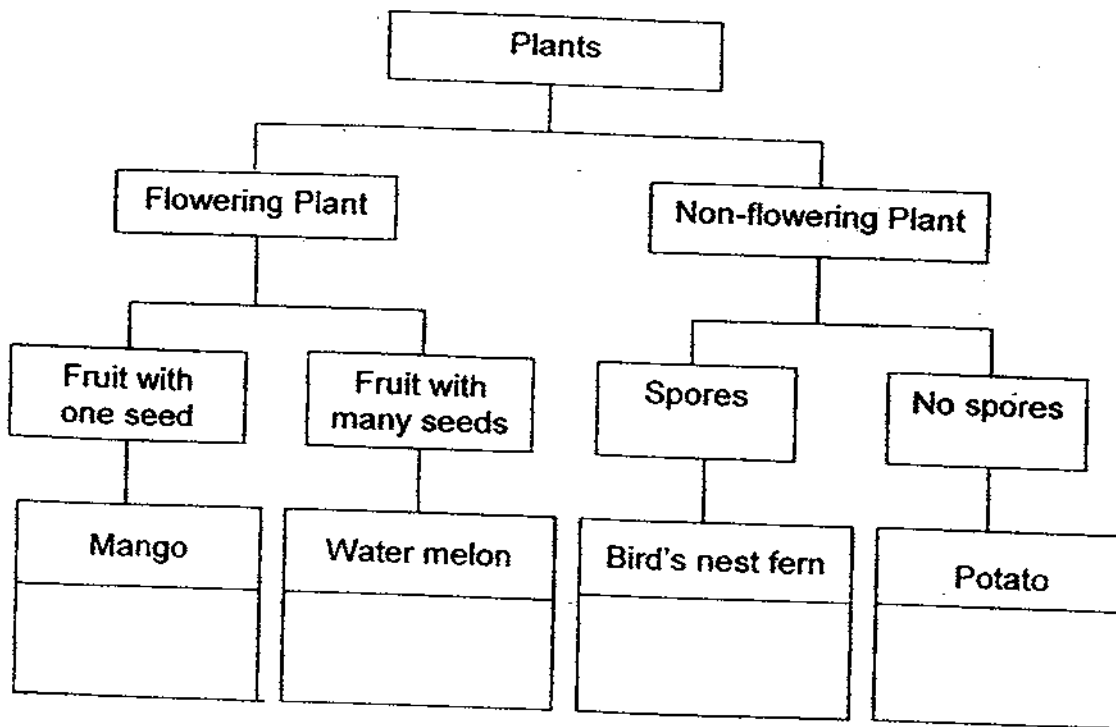 Plants
Flowering Plant
Non-flowering Plant
Fruit with
one seed
Fruit with
many seeds
Spores
No spores
Mango
Water melon
Bird's nest fern
Potato